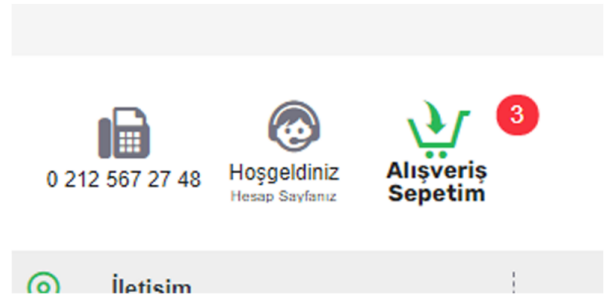 3
0 212 567 27 48
Hoşgeldiniz
Hesap Sayfanız
Alışveriş
Sepetim
İletişim